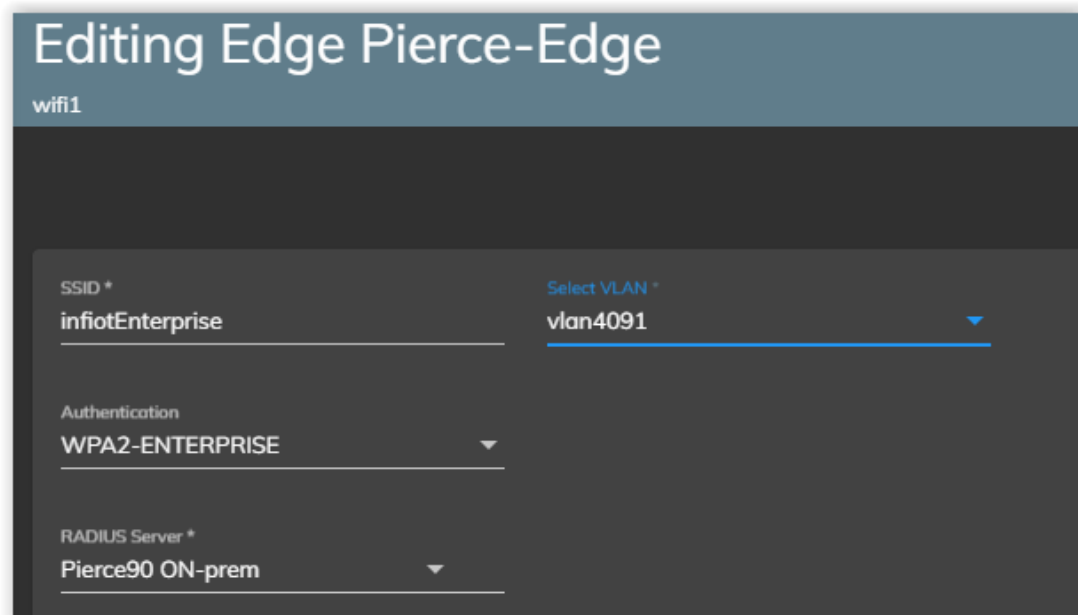 Editing Edge Pierce-Edge
wifi1
SSID *
infiotEnterprise
Select VLAN *
vlan4091
Authentication
WPA2-ENTERPRISE
RADIUS Server *
Pierce90 ON-prem